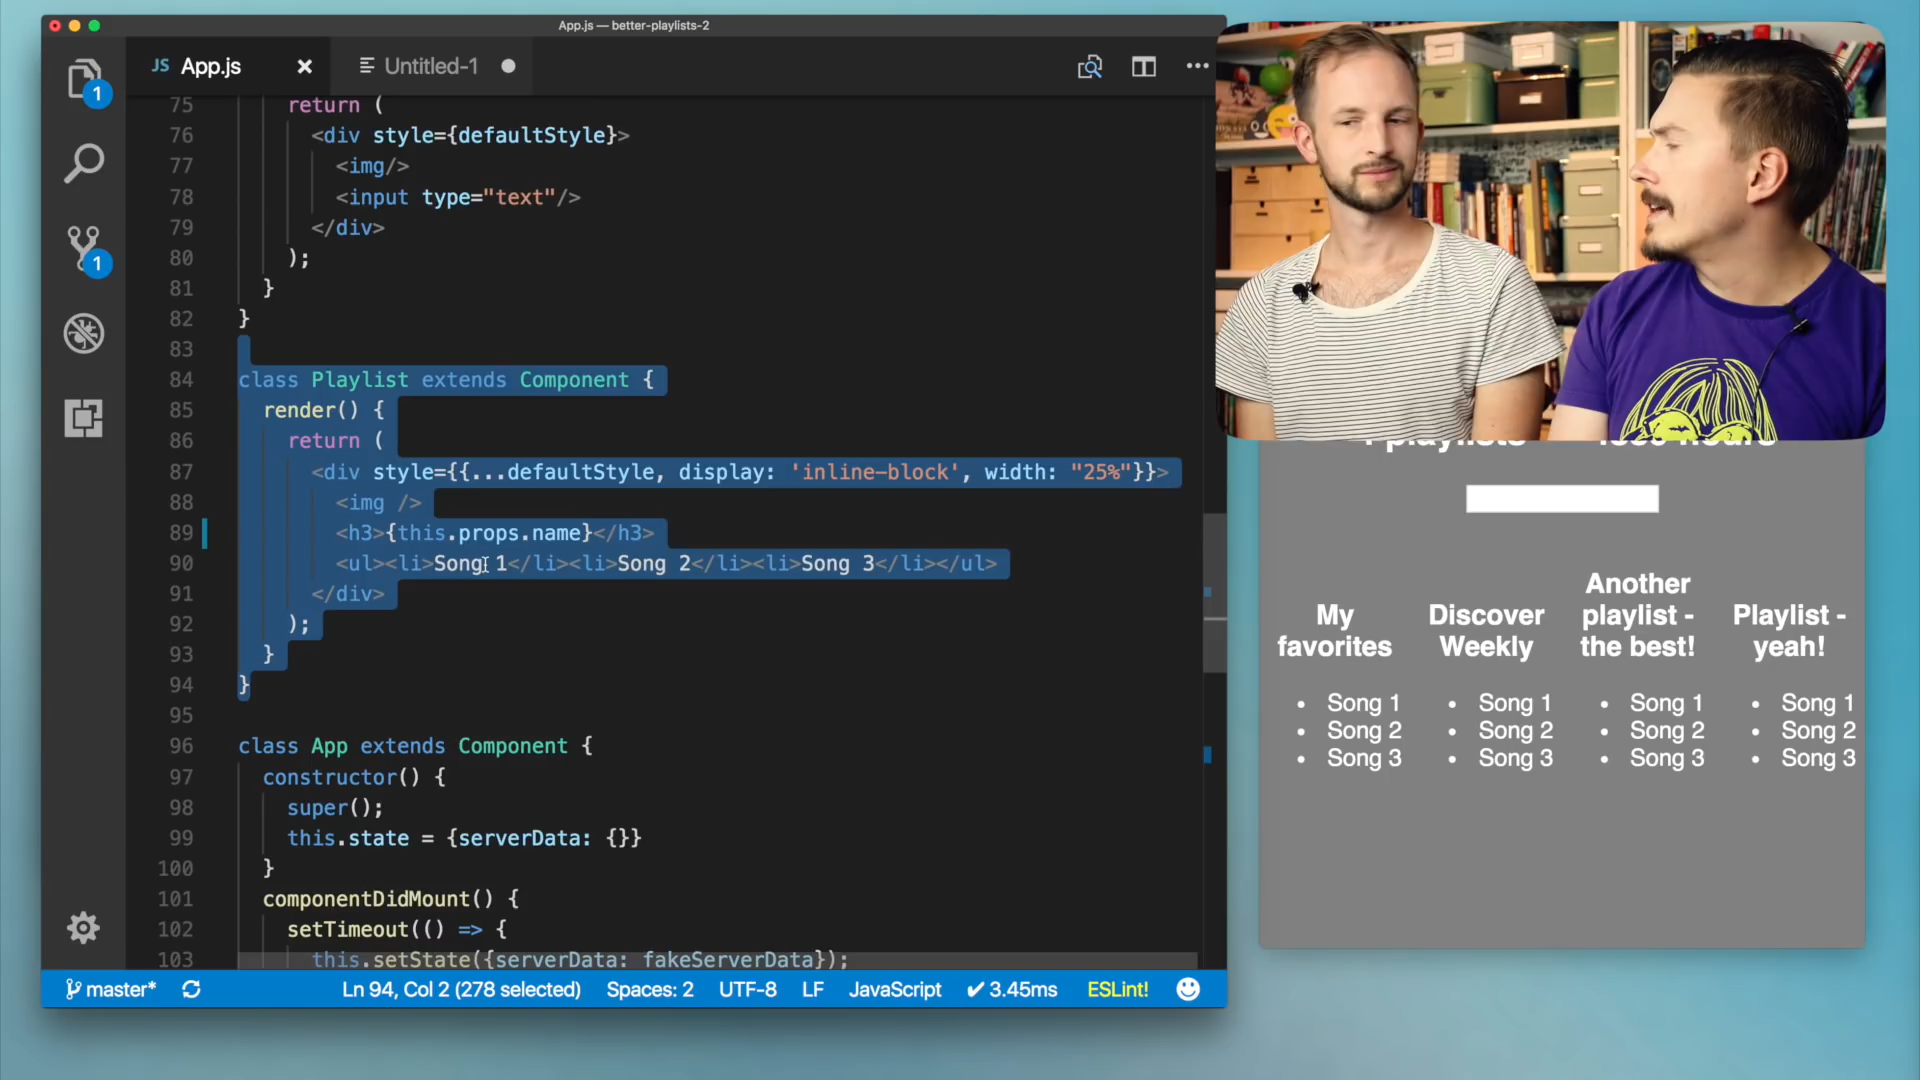 App.js — better-playlists-2
JS App.js
Untitled-1
1
1
75 return (
76 <div style={defaultStyle}>
77 <img/>
78 <input type="text"/>
79 </div>
80 );
81 }
82 }
83
84 class Playlist extends Component {
85 render() {
86 return (
87 <div style={{...defaultStyle, display: 'inline-block', width: "25%"}}>
88 <img />
89 <h3>{this.props.name}</h3>
90 <ul><li>Song 1</li><li>Song 2</li><li>Song 3</li></ul>
91 </div>
92 );
93 }
94 }
95
96 class App extends Component {
97 constructor() {
98 super();
99 this.state = {serverData: {}}
100 }
101 componentDidMount() {
102 setTimeout(() => {
103 this.setState({serverData: fakeServerData});
master*
Ln 94, Col 2 (278 selected)
Spaces: 2
UTF-8
LF
JavaScript
✔ 3.45ms
ESLint!
playlists
My
favorites
Song 1
Song 2
Song 3
Discover
Weekly
Song 1
Song 2
Song 3
Another
playlist -
the best!
Song 1
Song 2
Song 3
Playlist -
yeah!
Song 1
Song 2
Song 3